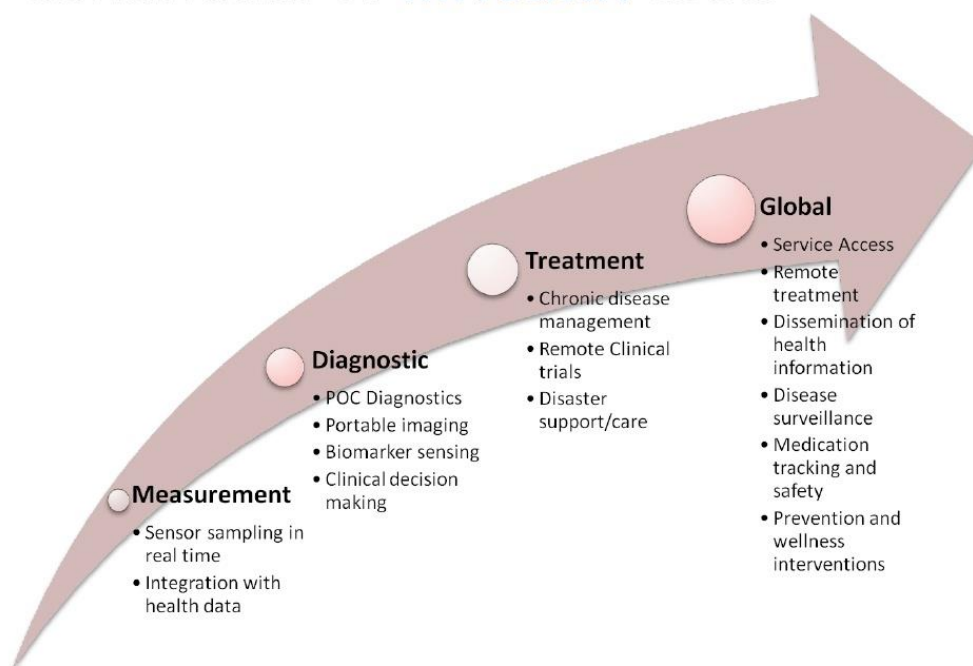 Measurement
• Sensor sampling in
real time
• Integration with
health data
Diagnostic
• POC Diagnostics
• Portable imaging
• Biomarker sensing
• Clinical decision
making
Treatment
• Chronic disease
management
• Remote Clinical
trials
• Disaster
support/care
Global
• Service Access
• Remote
treatment
• Dissemination of
health
information
• Disease
surveillance
• Medication
tracking and
safety
• Prevention and
wellness
interventions